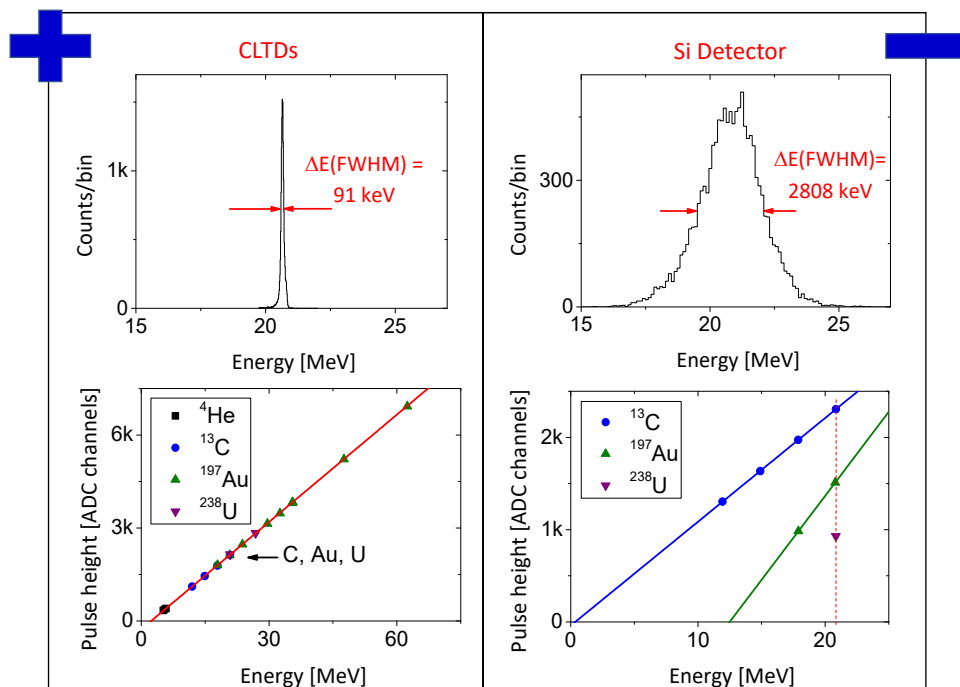 CLTDs
Counts/bin
1k
0
15
20
25
Energy [MeV]
ΔE(FWHM) =
91 keV
Si Detector
Counts/bin
300
0
15
20
25
Energy [MeV]
ΔE(FWHM)=
2808 keV
Pulse height [ADC channels]
6k
3k
0
0
30
60
Energy [MeV]
⁴He
¹³C
¹⁹⁷Au
²³⁸U
C, Au, U
Pulse height [ADC channels]
2k
1k
0
0
10
20
Energy [MeV]
¹³C
¹⁹⁷Au
²³⁸U